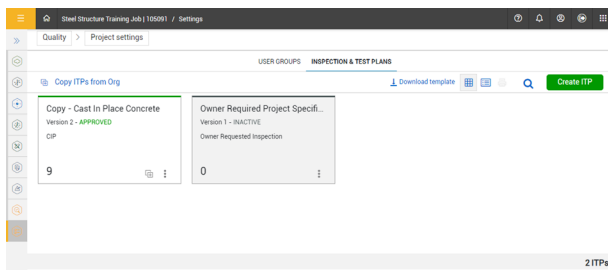 Steel Structure Training Job | 105091 / Settings
Quality > Project settings
USER GROUPS INSPECTION & TEST PLANS
Copy ITPs from Org Download template Create ITP
Copy - Cast In Place Concrete
Version 2 - APPROVED
CIP
9
Owner Required Project Specifi...
Version 1 - INACTIVE
Owner Requested Inspection
0
2 ITPs